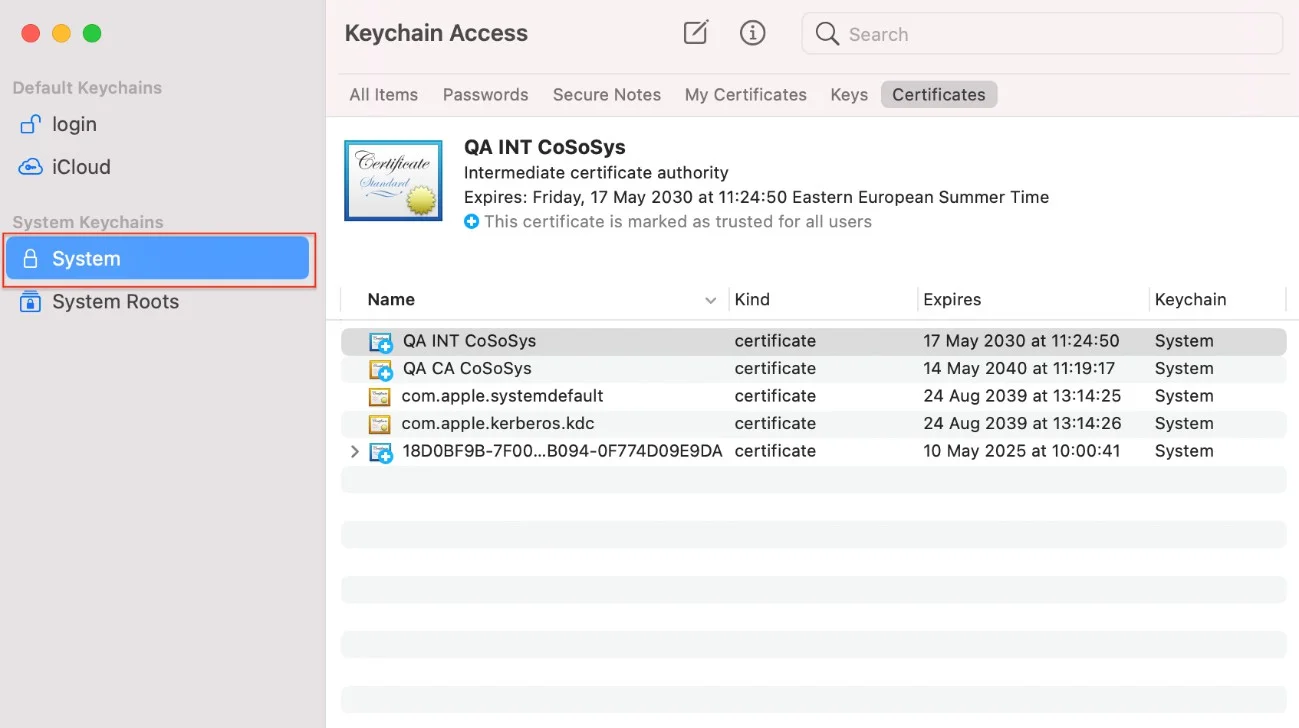 Keychain Access
Search
Default Keychains
login
iCloud
System Keychains
System
System Roots
All Items Passwords Secure Notes My Certificates Keys Certificates
Certificate
Standard
QA INT CoSoSys
Intermediate certificate authority
Expires: Friday, 17 May 2030 at 11:24:50 Eastern European Summer Time
This certificate is marked as trusted for all users
Name Kind Expires Keychain
QA INT CoSoSys certificate 17 May 2030 at 11:24:50 System
QA CA CoSoSys certificate 14 May 2040 at 11:19:17 System
com.apple.systemdefault certificate 24 Aug 2039 at 13:14:25 System
com.apple.kerberos.kdc certificate 24 Aug 2039 at 13:14:26 System
18D0BF9B-7F00...B094-0F774D09E9DA certificate 10 May 2025 at 10:00:41 System